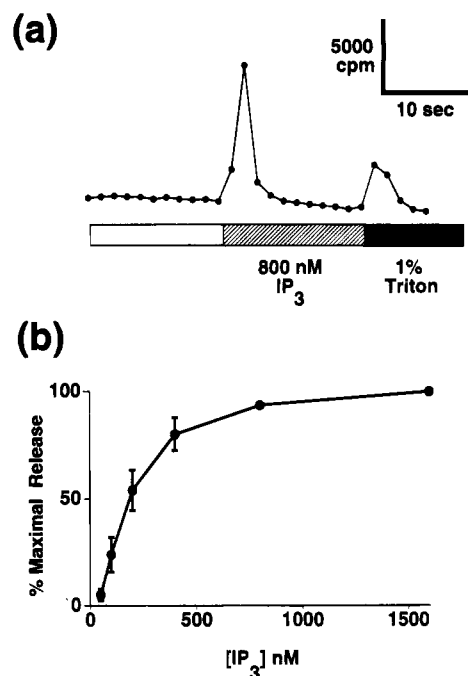 (a)
5000
cpm
10 sec
800 nM
IP3
1%
Triton
(b)
% Maximal Release
100
50
0
0 500 1000 1500
[IP3] nM